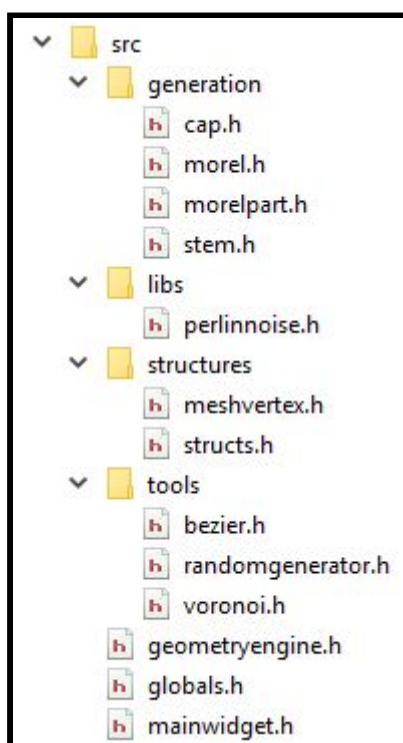 src
generation
cap.h
morel.h
morelpart.h
stem.h
libs
perlinnoise.h
structures
meshvertex.h
structs.h
tools
bezier.h
randomgenerator.h
voronoi.h
geometryengine.h
globals.h
mainwidget.h